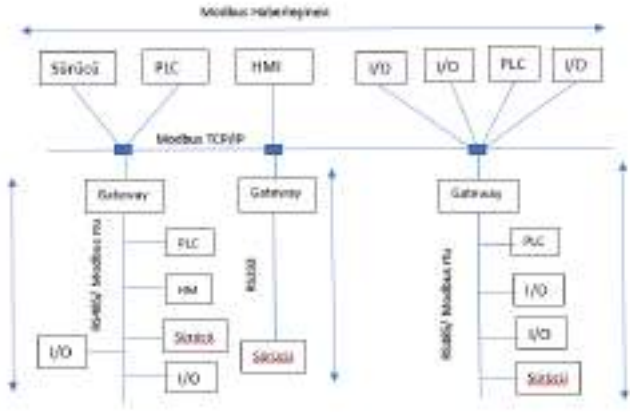 Modbus Haberleşmesi
Sürücü
PLC
HMI
I/O
I/O
PLC
I/O
Modbus TCP/IP
Gateway
Gateway
Gateway
RS485/ Modbus rtu
PLC
HM
Sürücü
I/O
I/O
RS232
Sürücü
RS485/ Modbus rtu
PLC
I/O
I/O
Sürücü